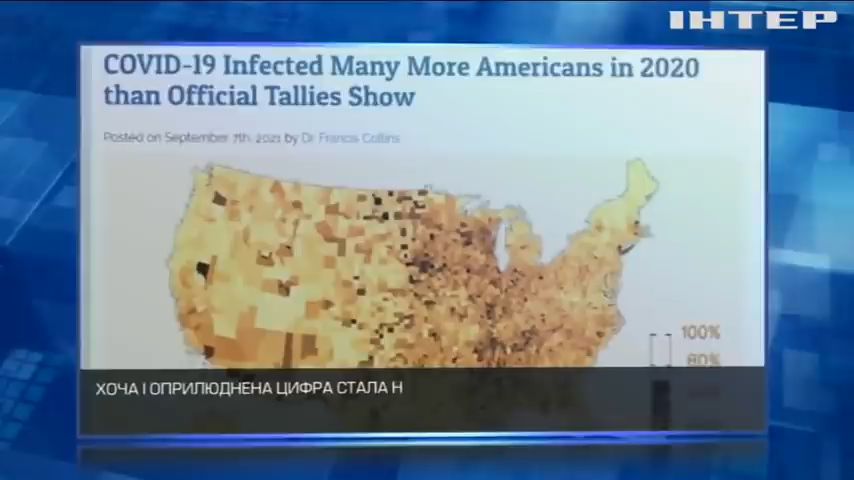 ІНТЕР
COVID-19 Infected Many More Americans in 2020
than Official Tallies Show
Posted on September 7th, 2021 by Dr. Francis Collins
100%
80%
ХОЧА І ОПРИЛЮДНЕНА ЦИФРА СТАЛА Н